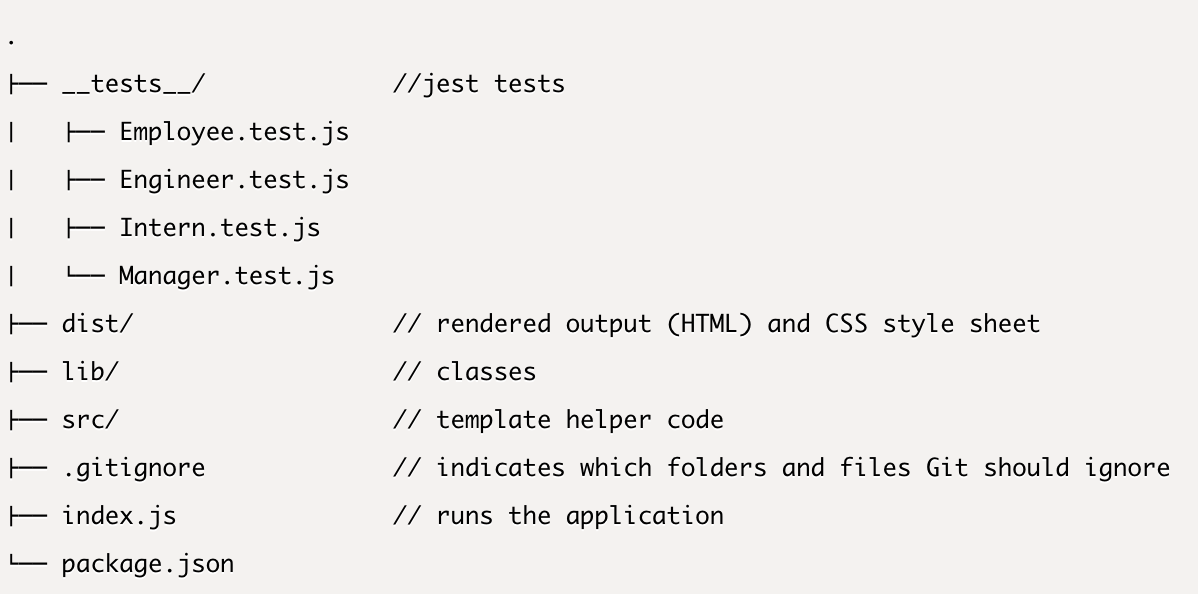 .
├── __tests__/             //jest tests
|   ├── Employee.test.js
|   ├── Engineer.test.js
|   ├── Intern.test.js
|   └── Manager.test.js
├── dist/                  // rendered output (HTML) and CSS style sheet
├── lib/                   // classes
├── src/                   // template helper code
├── .gitignore             // indicates which folders and files Git should ignore
├── index.js               // runs the application
└── package.json